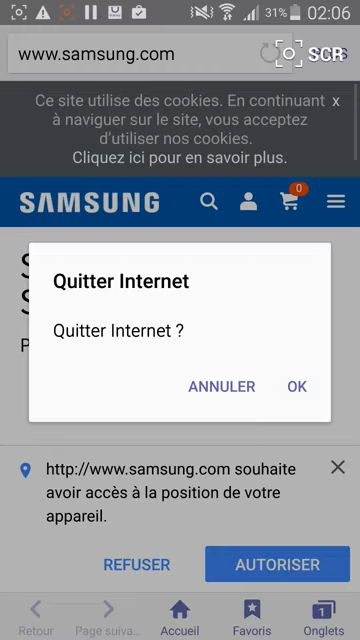 31% 02:06
www.samsung.com
SCR
Ce site utilise des cookies. En continuant x
à naviguer sur le site, vous acceptez
d'utiliser nos cookies.
Cliquez ici pour en savoir plus.
SAMSUNG
0
Quitter Internet
Quitter Internet ?
ANNULER OK
http://www.samsung.com souhaite
avoir accès à la position de votre
appareil.
REFUSER AUTORISER
1
Retour Page suiva... Accueil Favoris Onglets